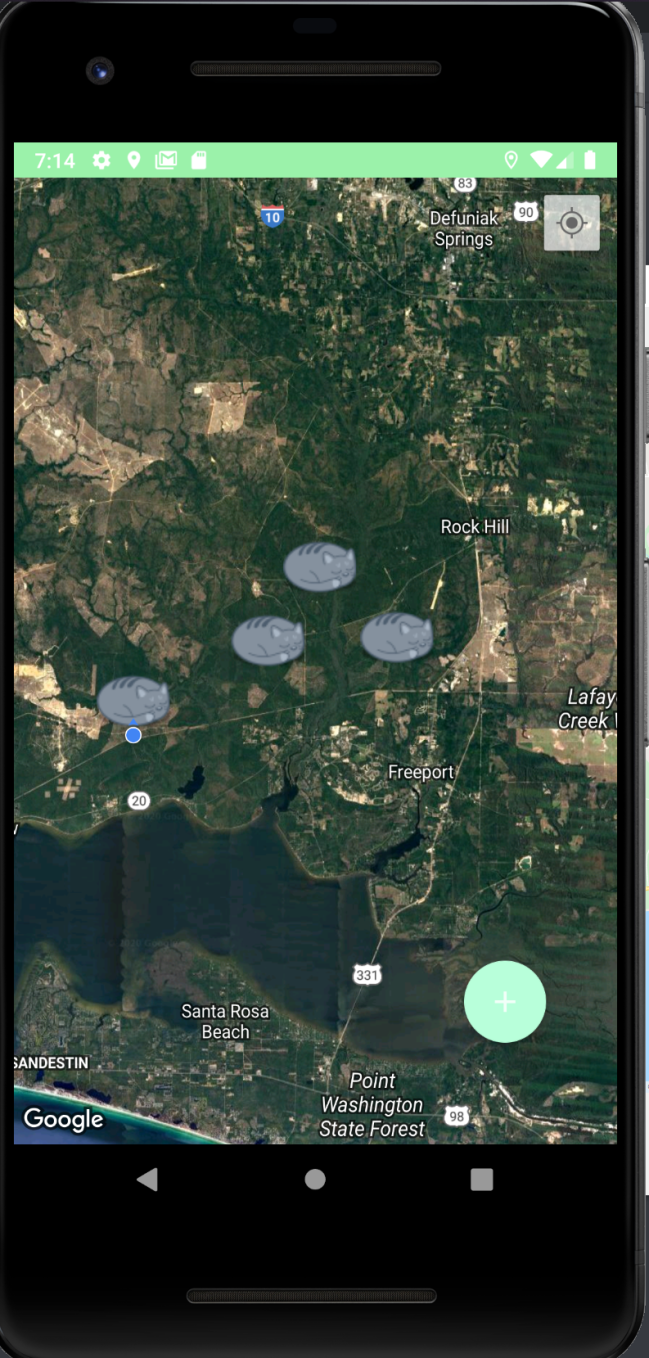 7:14
83
10
Defuniak
Springs
90
Rock Hill
Lafay
Creek
Freeport
20
331
Santa Rosa
Beach
SANDESTIN
Point
Washington
State Forest
98
Google
+